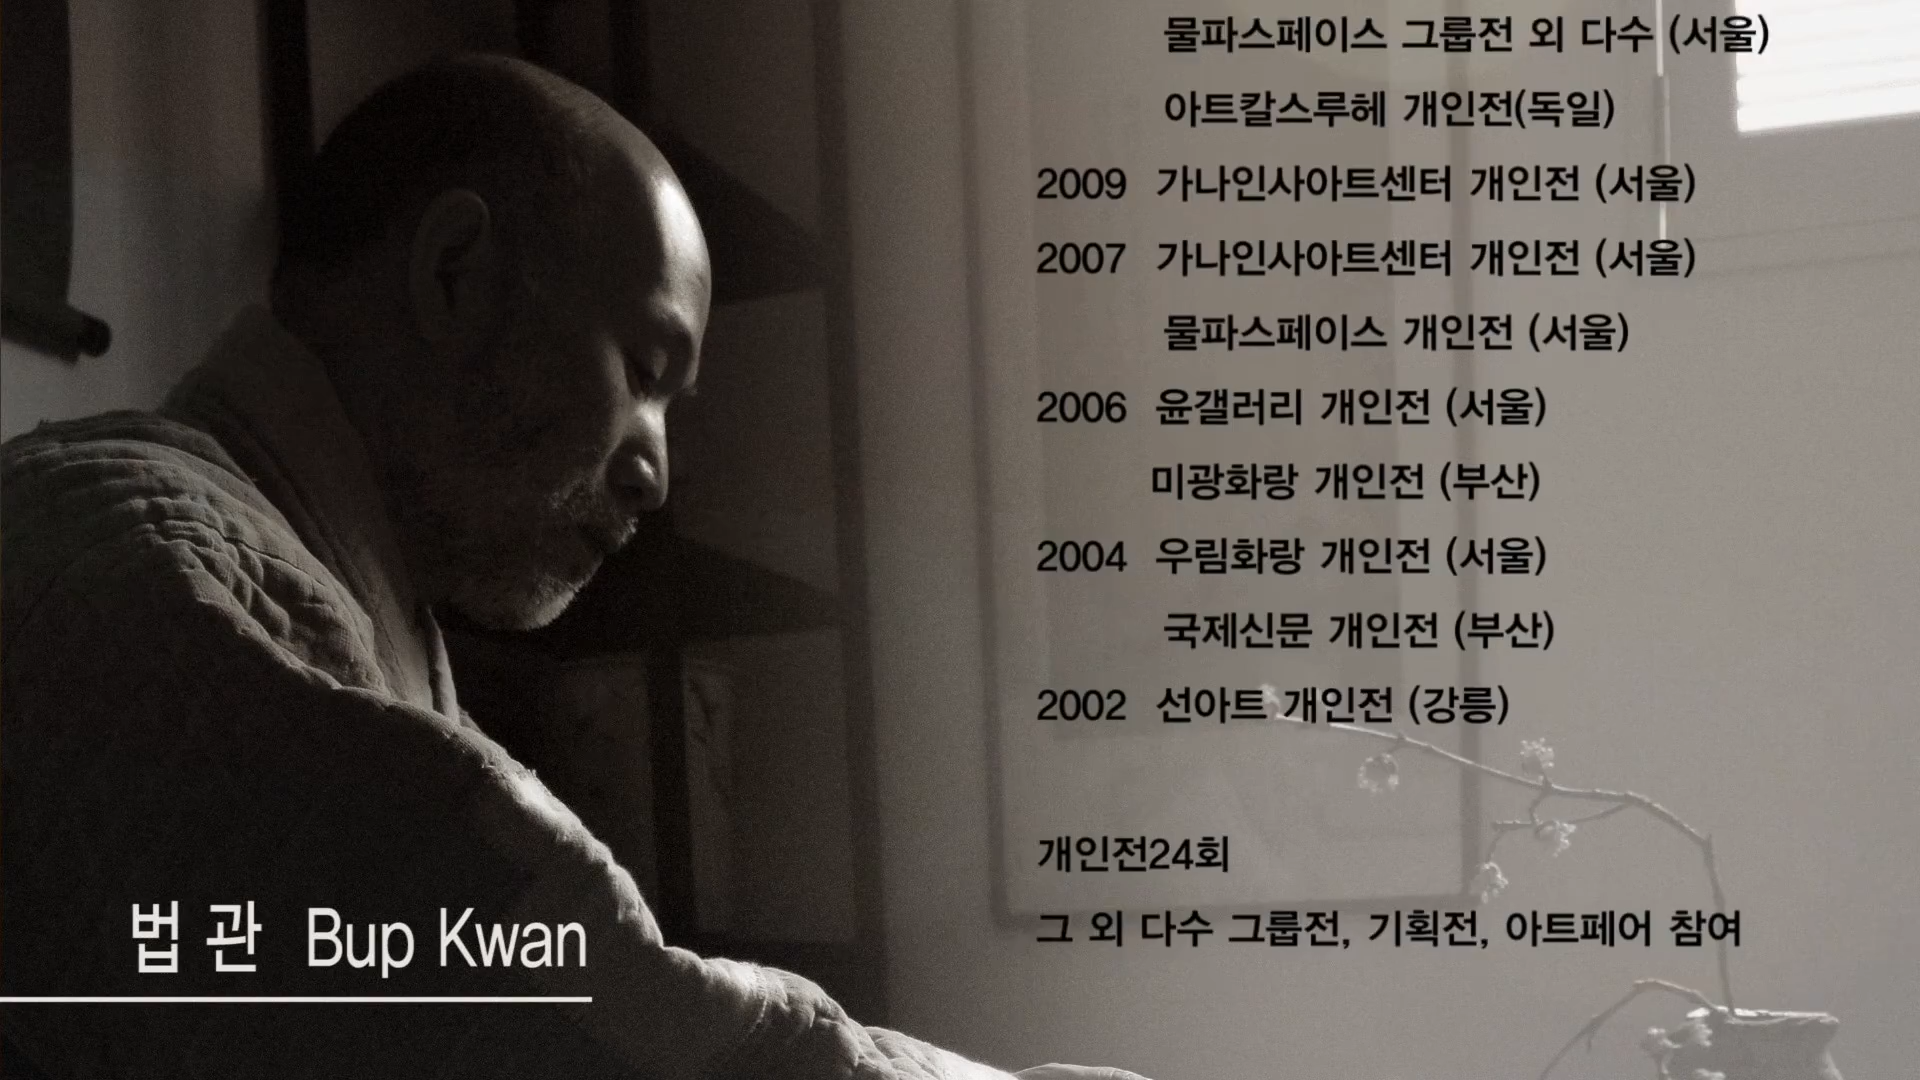 물파스페이스 그룹전 외 다수 (서울)
아트칼스루헤 개인전(독일)
2009 가나인사아트센터 개인전 (서울)
2007 가나인사아트센터 개인전 (서울)
물파스페이스 개인전 (서울)
2006 윤갤러리 개인전 (서울)
미광화랑 개인전 (부산)
2004 우림화랑 개인전 (서울)
국제신문 개인전 (부산)
2002 선아트 개인전 (강릉)
개인전24회
그 외 다수 그룹전, 기획전, 아트페어 참여
법 관 Bup Kwan